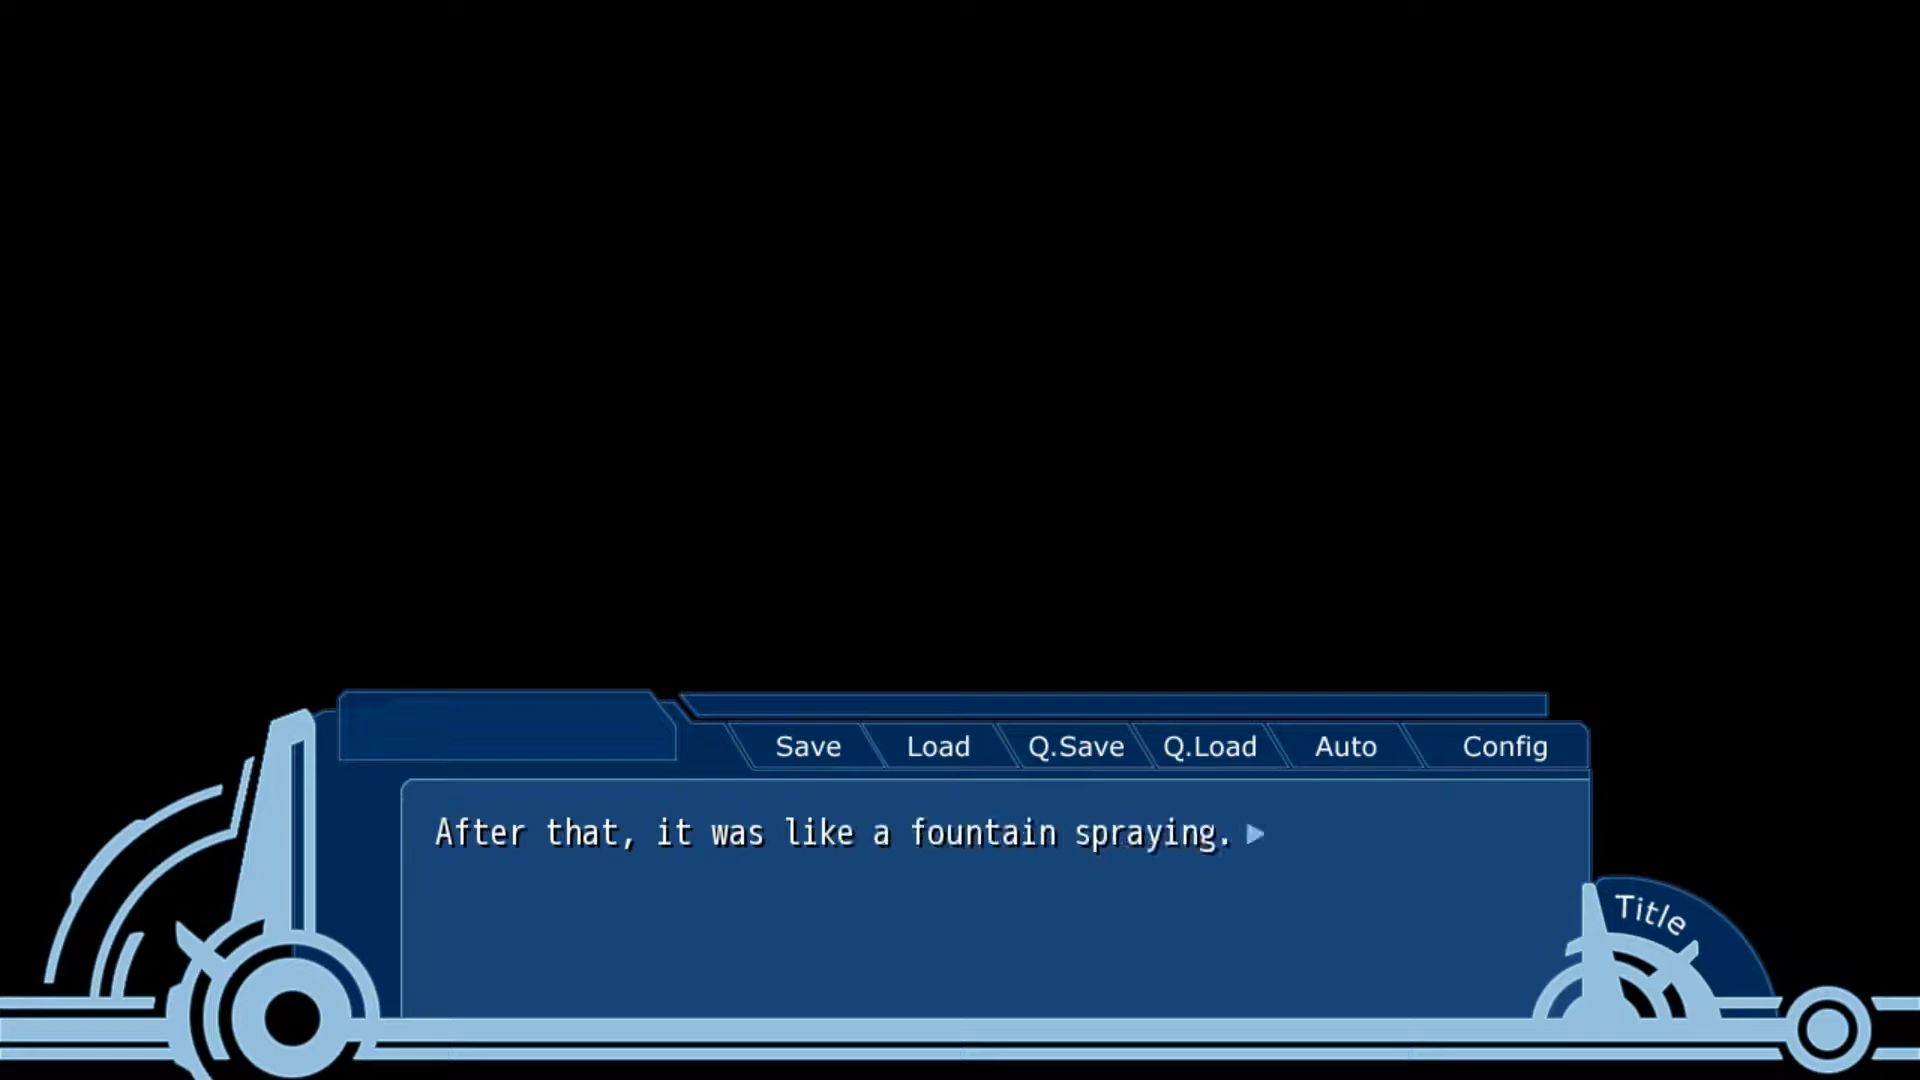 Save Load Q.Save Q.Load Auto Config
After that, it was like a fountain spraying.
Title